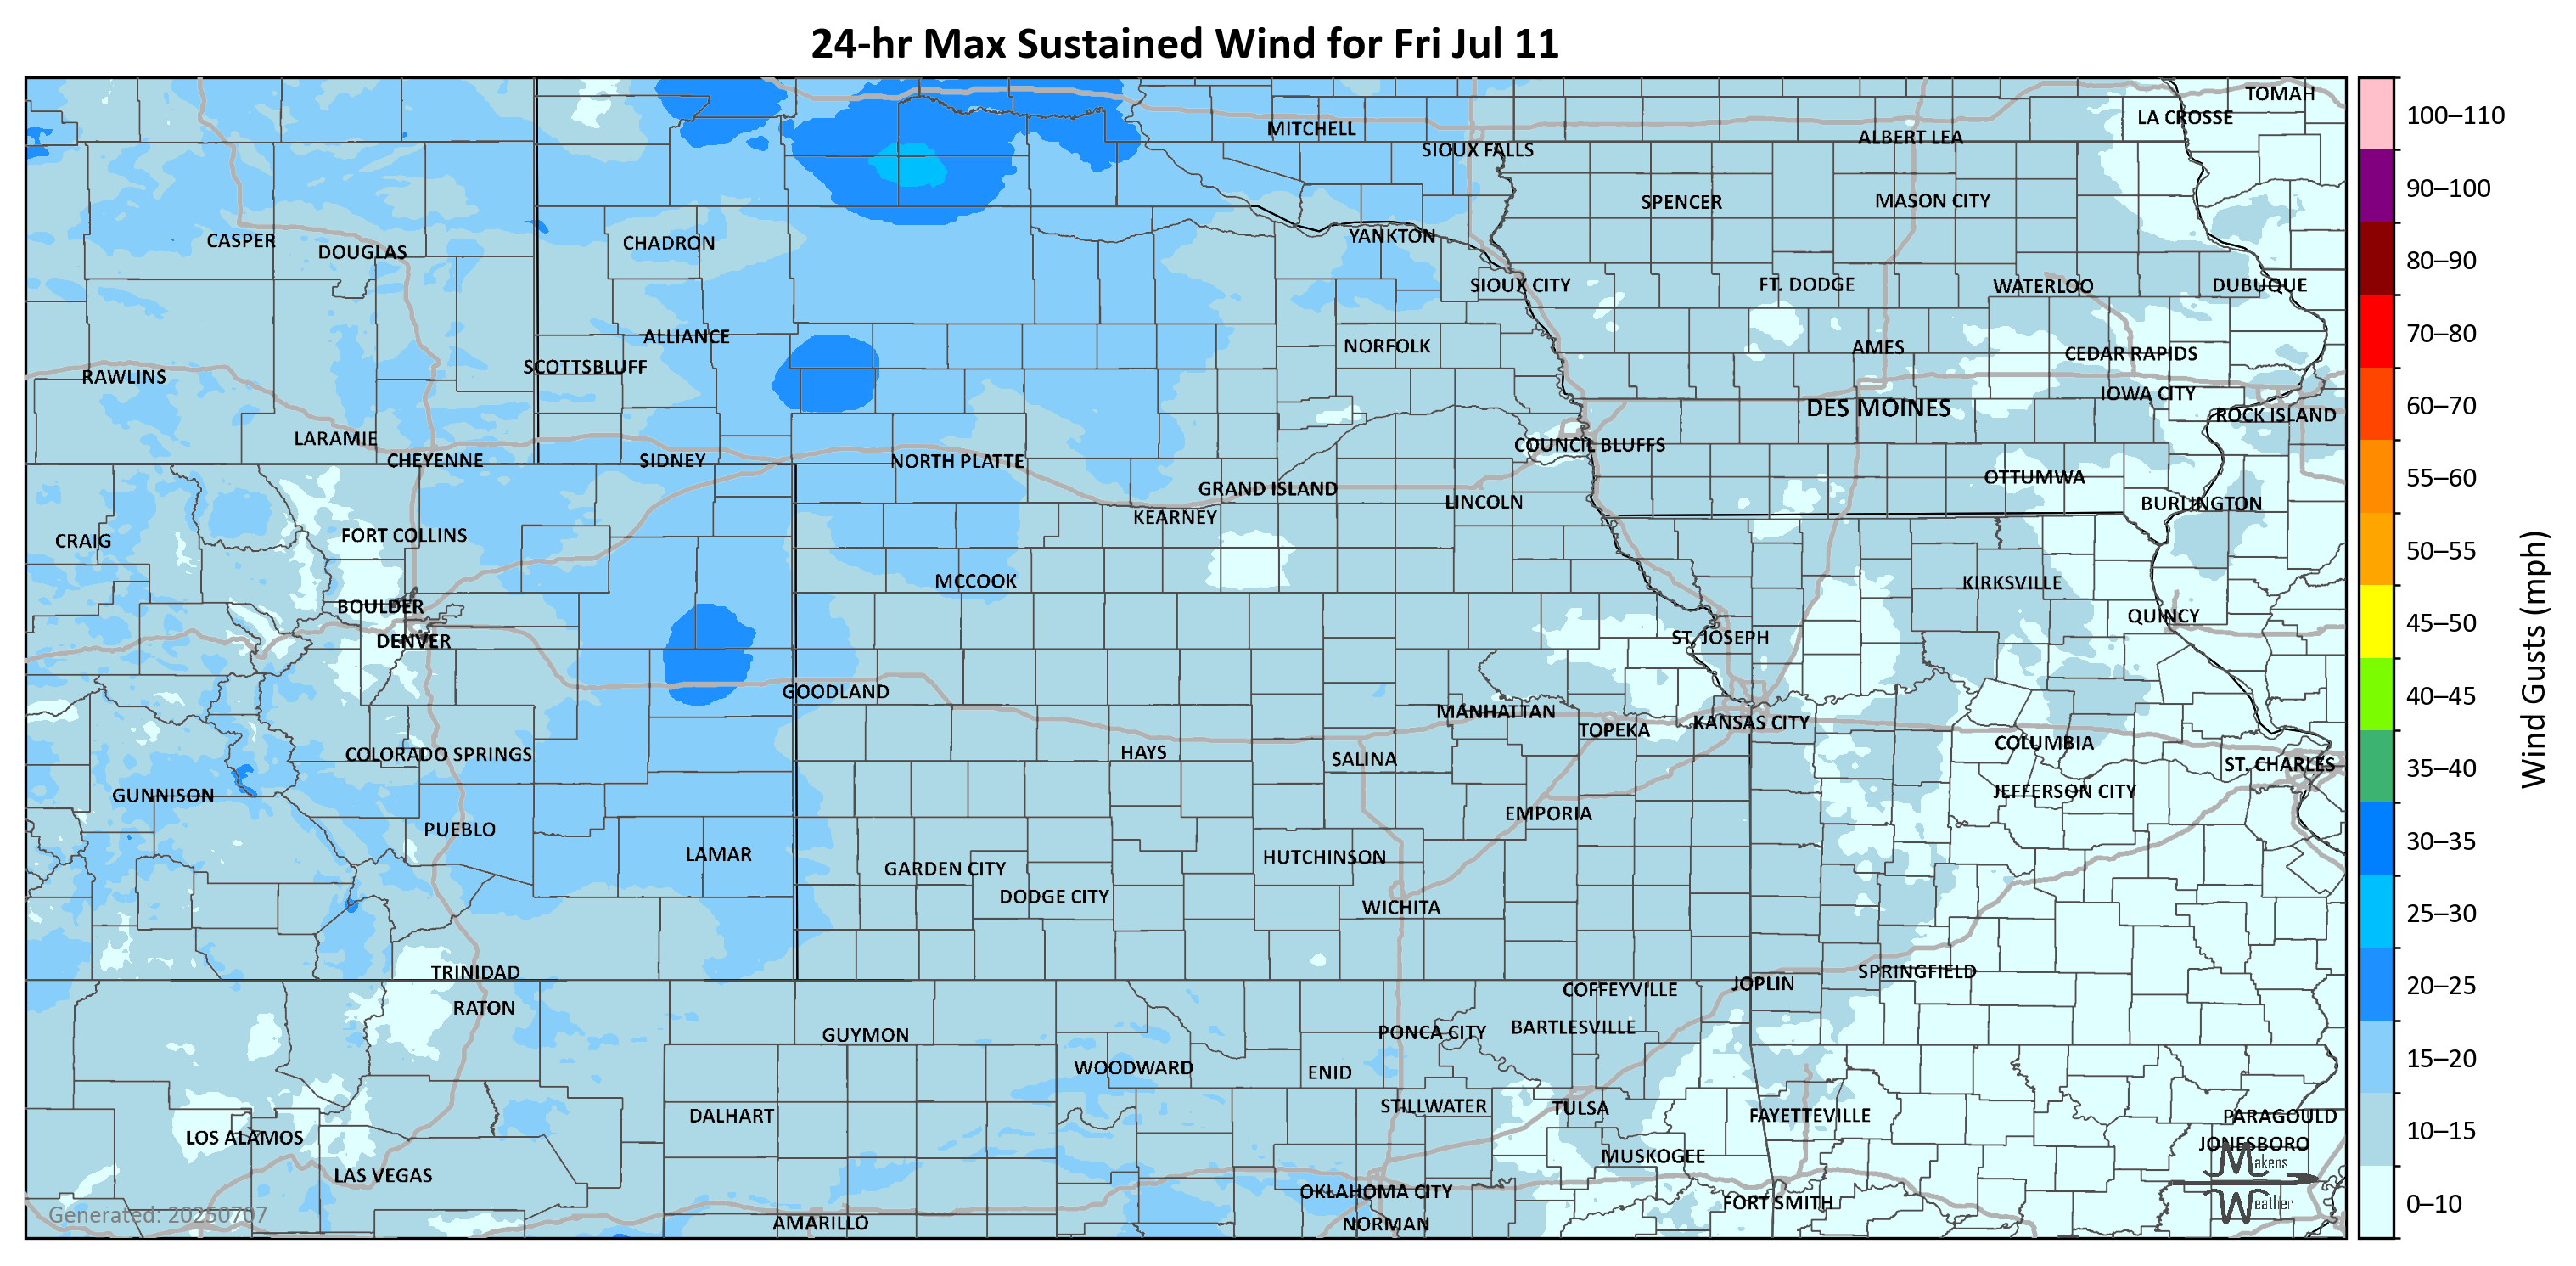 24-hr Max Sustained Wind for Fri Jul 11
TOMAH
LA CROSSE
MITCHELL
ALBERT LEA
SIOUX FALLS
SPENCER
MASON CITY
CASPER
DOUGLAS
CHADRON
YANKTON
SIOUX CITY
FT. DODGE
WATERLOO
DUBUQUE
ALLIANCE
NORFOLK
AMES
CEDAR RAPIDS
SCOTTSBLUFF
RAWLINS
IOWA CITY
DES MOINES
ROCK ISLAND
LARAMIE
COUNCIL BLUFFS
CHEYENNE
SIDNEY
NORTH PLATTE
OTTUMWA
GRAND ISLAND
LINCOLN
BURLINGTON
KEARNEY
FORT COLLINS
CRAIG
MCCOOK
KIRKSVILLE
BOULDER
QUINCY
DENVER
ST. JOSEPH
GOODLAND
MANHATTAN
TOPEKA
KANSAS CITY
COLUMBIA
COLORADO SPRINGS
HAYS
SALINA
ST. CHARLES
GUNNISON
JEFFERSON CITY
EMPORIA
PUEBLO
LAMAR
HUTCHINSON
GARDEN CITY
DODGE CITY
WICHITA
TRINIDAD
SPRINGFIELD
JOPLIN
COFFEYVILLE
RATON
GUYMON
PONCA CITY
BARTLESVILLE
WOODWARD
ENID
STILLWATER
TULSA
DALHART
FAYETTEVILLE
PARAGOULD
LOS ALAMOS
JONESBORO
MUSKOGEE
LAS VEGAS
OKLAHOMA CITY
FORT SMITH
AMARILLO
NORMAN
Makens
Weather
Generated: 20250707
100–110
90–100
80–90
70–80
60–70
55–60
50–55
45–50
40–45
35–40
30–35
25–30
20–25
15–20
10–15
0–10
Wind Gusts (mph)